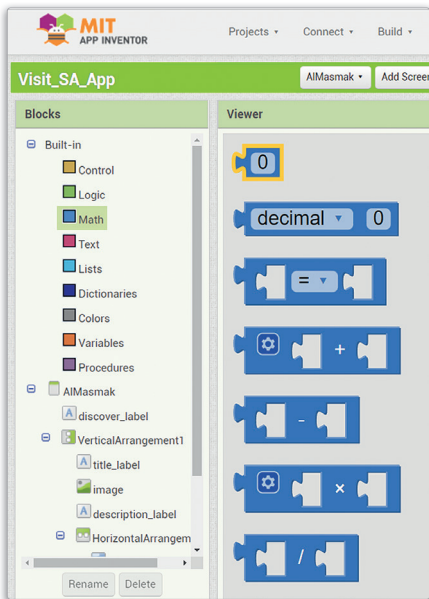 MIT
APP INVENTOR
Projects Connect Build
Visit_SA_App
AlMasmak Add Screen
Blocks
Viewer
Built-in
Control
Logic
Math
Text
Lists
Dictionaries
Colors
Variables
Procedures
AlMasmak
A discover_label
VerticalArrangement1
A title_label
image
A description_label
HorizontalArrangem
Rename Delete
0
decimal 0
=
+
-
×
/